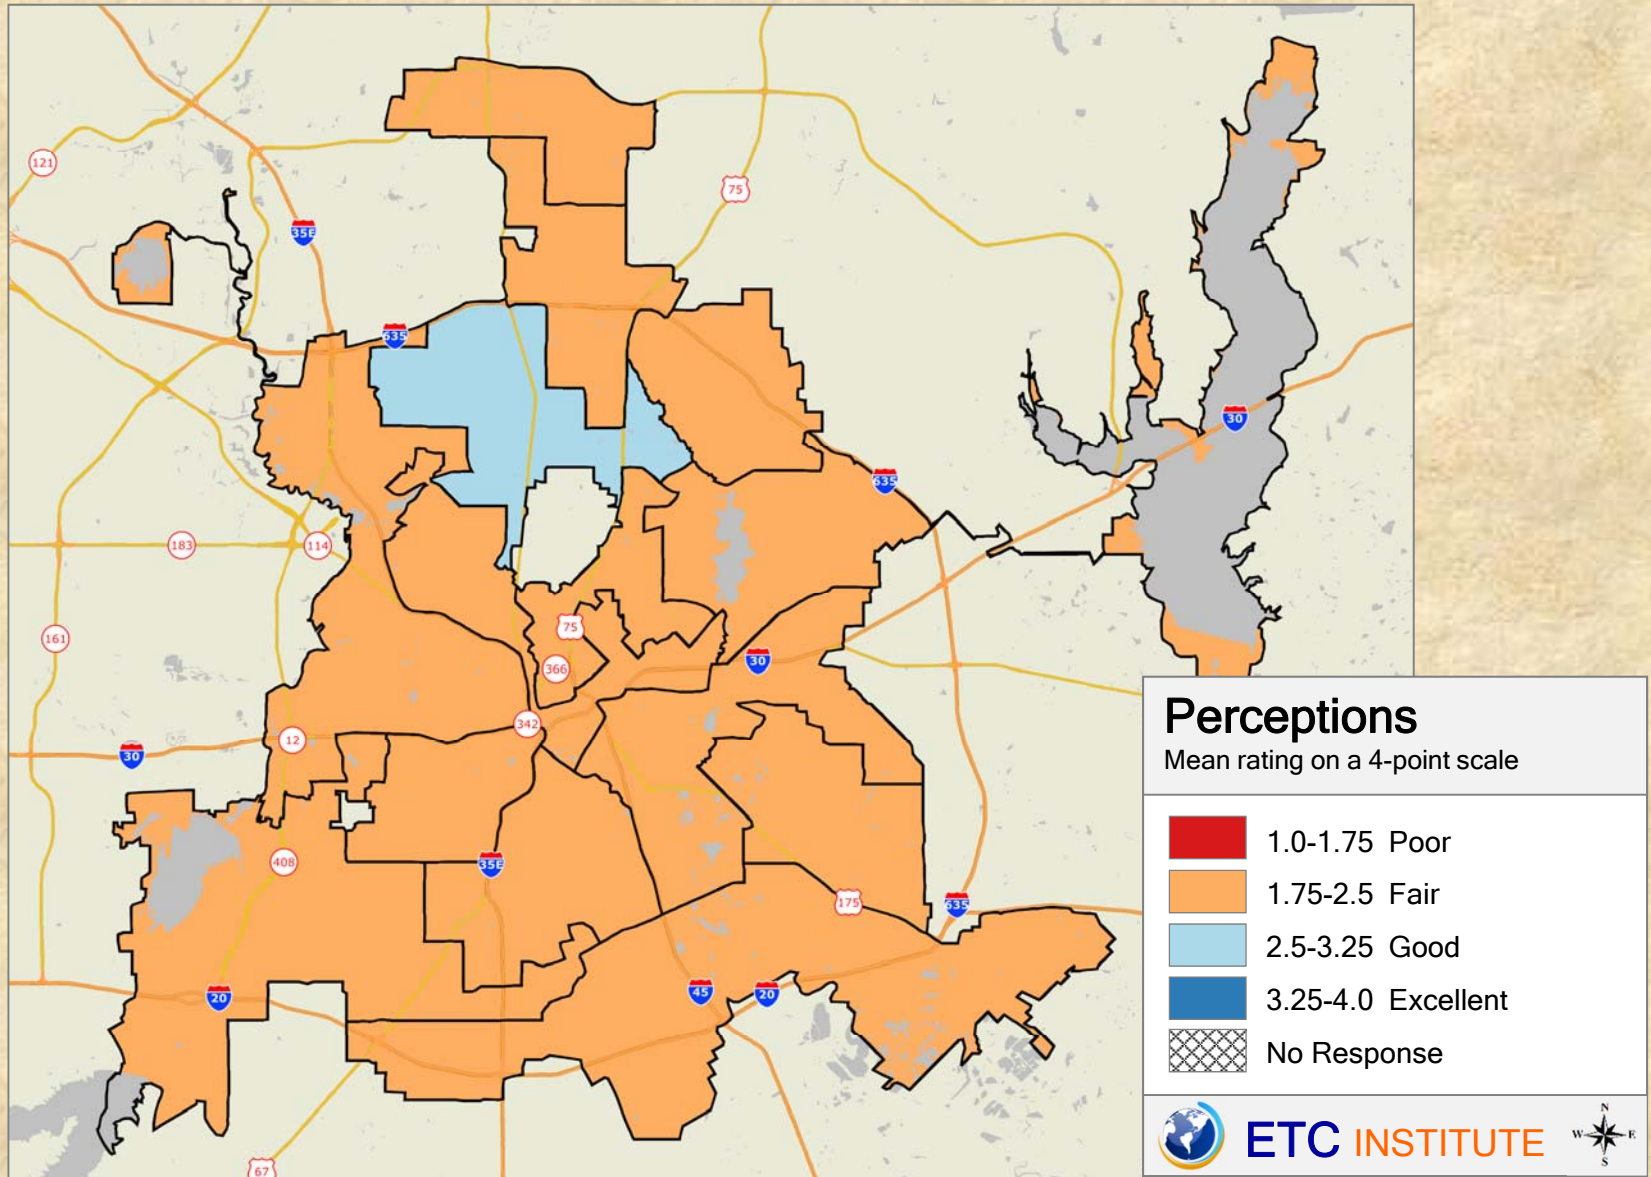 121
75
35E
635
30
635
183
114
161
75
366
30
342
12
30
408
35E
175
635
20
45
20
67
Perceptions
Mean rating on a 4-point scale
1.0-1.75 Poor
1.75-2.5 Fair
2.5-3.25 Good
3.25-4.0 Excellent
No Response
ETC INSTITUTE
N
W E
S